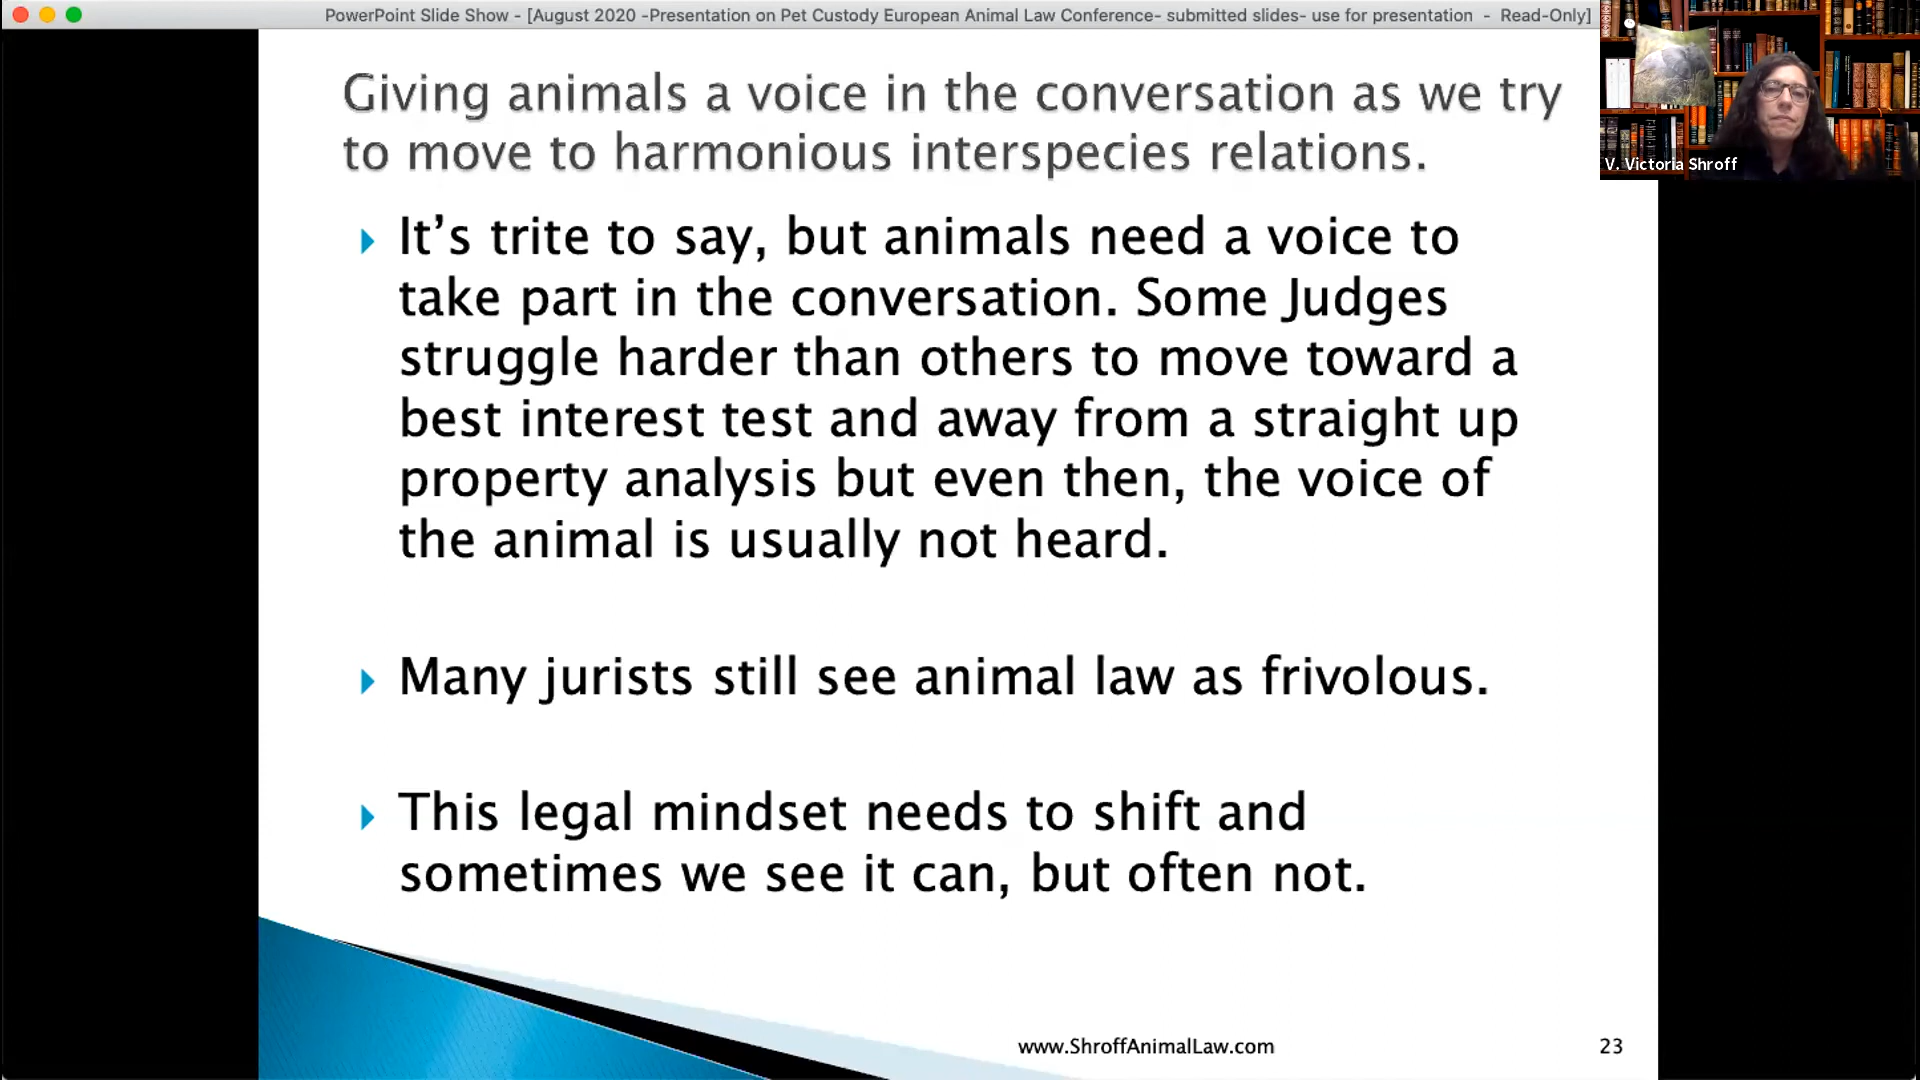 PowerPoint Slide Show - [August 2020 -Presentation on Pet Custody European Animal Law Conference- submitted slides- use for presentation - Read-Only]
Giving animals a voice in the conversation as we try
to move to harmonious interspecies relations.
V. Victoria Shroff
It’s trite to say, but animals need a voice to
take part in the conversation. Some Judges
struggle harder than others to move toward a
best interest test and away from a straight up
property analysis but even then, the voice of
the animal is usually not heard.
Many jurists still see animal law as frivolous.
This legal mindset needs to shift and
sometimes we see it can, but often not.
www.ShroffAnimalLaw.com
23